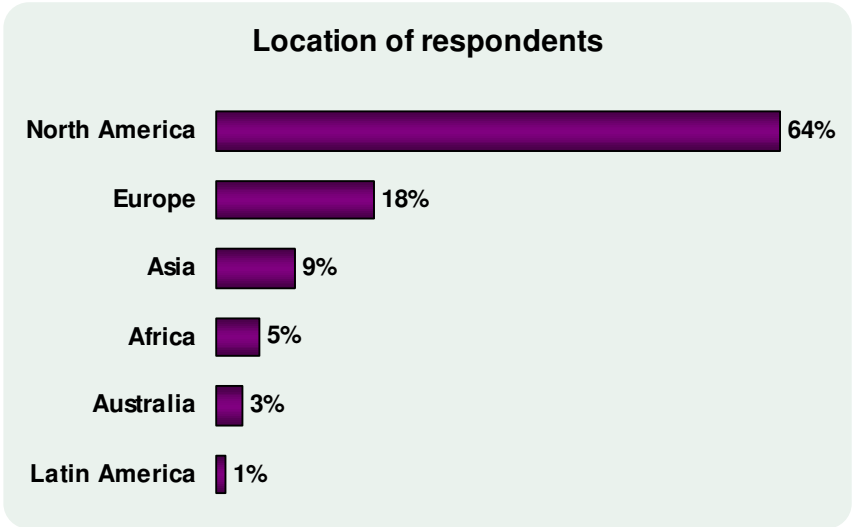 Location of respondents
North America 64%
Europe 18%
Asia 9%
Africa 5%
Australia 3%
Latin America 1%